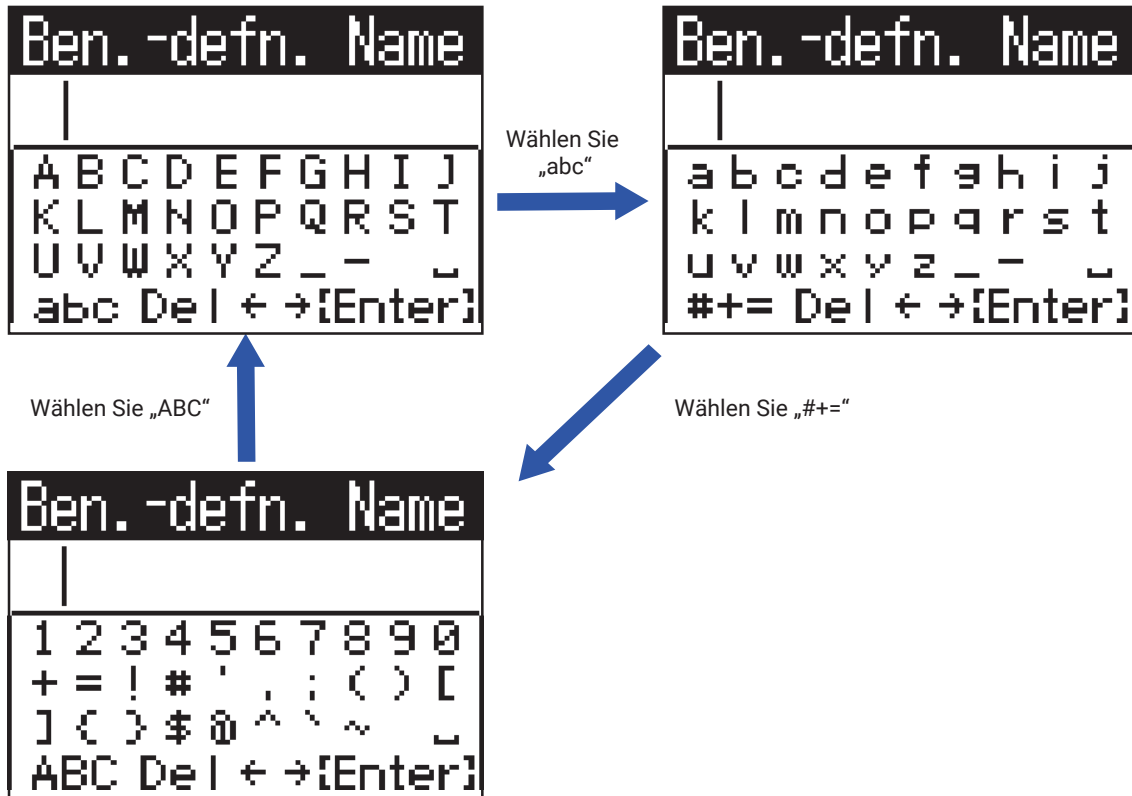 Ben.-defn. Name
A B C D E F G H I J
K L M N O P Q R S T
U V W X Y Z _ - ⎵
abc Del ← →[Enter]
Wählen Sie
„abc“
Ben.-defn. Name
a b c d e f g h i j
k l m n o p q r s t
u v w x y z _ - ⎵
#+= Del ← →[Enter]
Wählen Sie „ABC“
Wählen Sie „#+=“
Ben.-defn. Name
1 2 3 4 5 6 7 8 9 0
+ = ! # ' , ; ( ) [
] { } $ @ ^ ` ~ ⎵
ABC Del ← →[Enter]